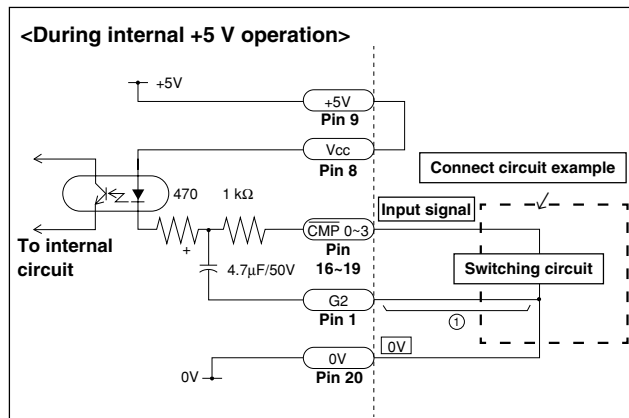 <During internal +5 V operation>
+5V
+5V
Pin 9
Vcc
Pin 8
Connect circuit example
470
1 kΩ
Input signal
CMP 0~3
Pin
16~19
To internal
circuit
+
4.7μF/50V
Switching circuit
G2
Pin 1
①
0V
0V
0V
Pin 20